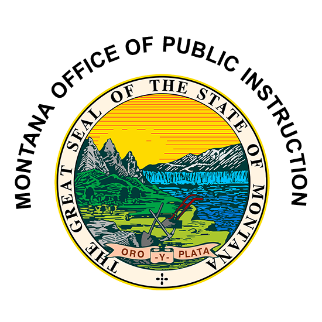 MONTANA OFFICE OF PUBLIC INSTRUCTION
THE GREAT SEAL OF THE STATE OF MONTANA
ORO -Y- PLATA